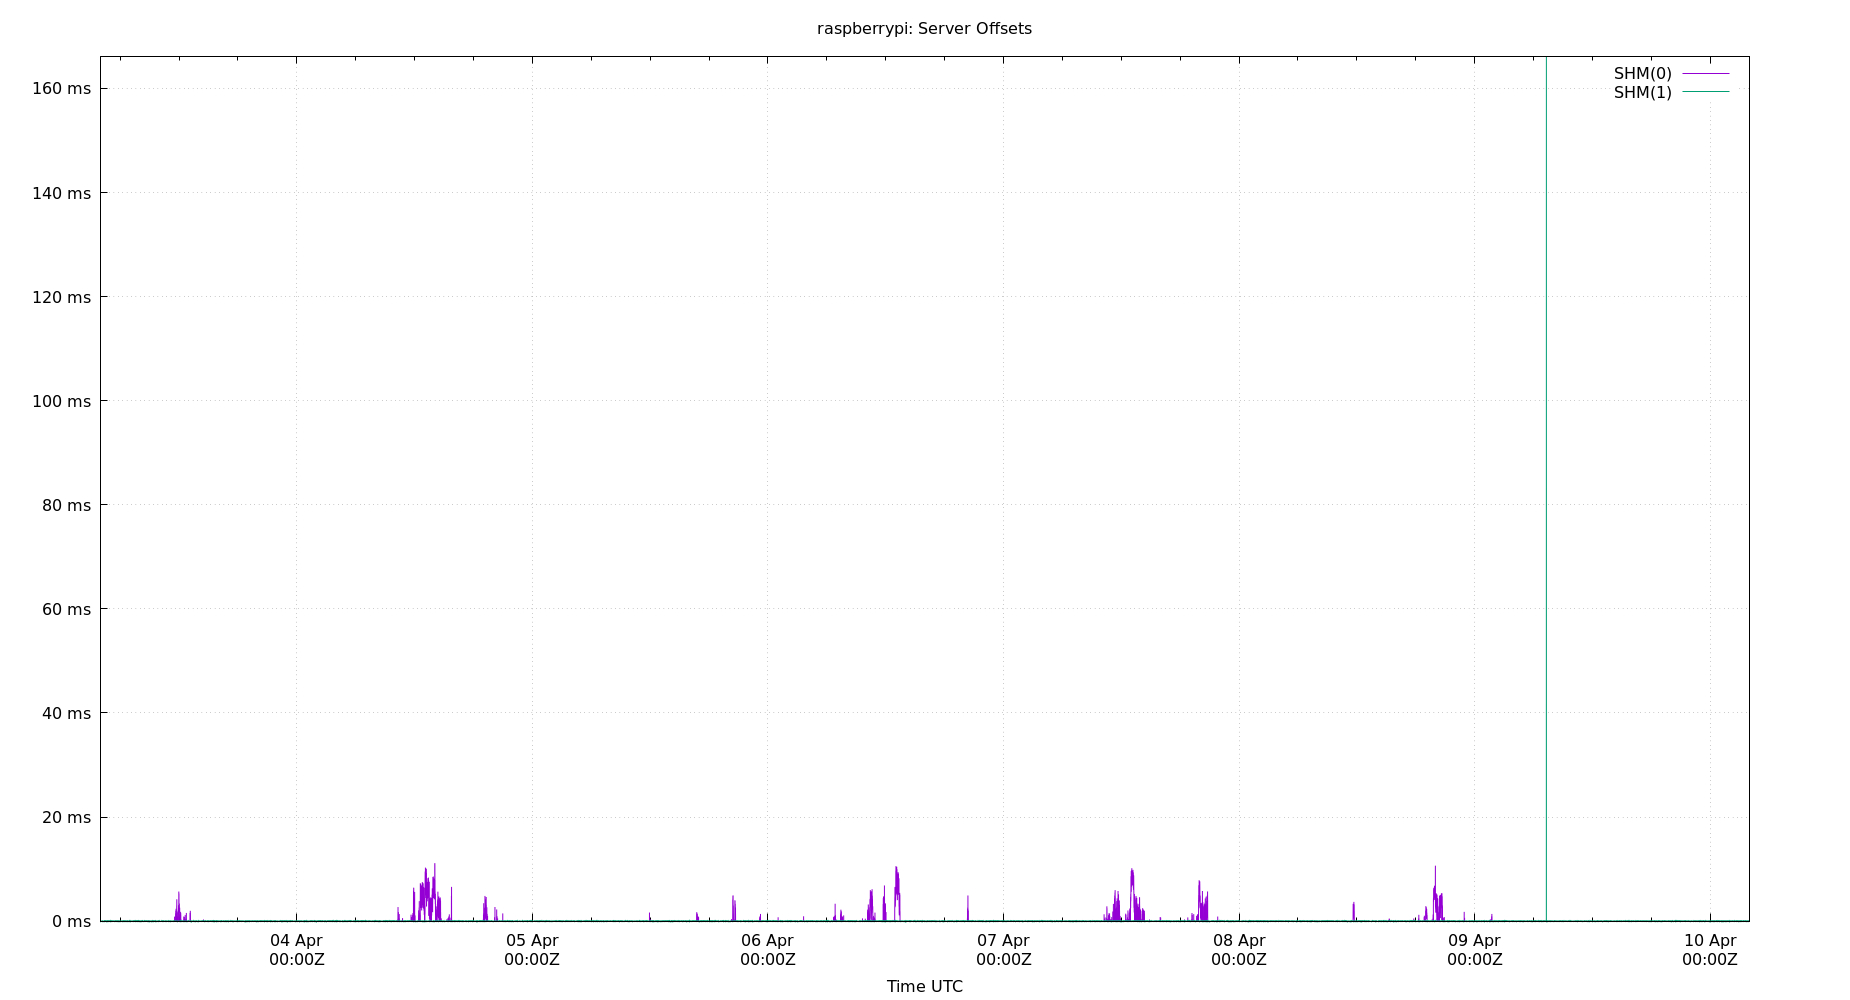 raspberrypi: Server Offsets
SHM(0)
SHM(1)
160 ms
140 ms
120 ms
100 ms
80 ms
60 ms
40 ms
20 ms
0 ms
04 Apr 05 Apr 06 Apr 07 Apr 08 Apr 09 Apr 10 Apr
00:00Z 00:00Z 00:00Z 00:00Z 00:00Z 00:00Z 00:00Z
Time UTC